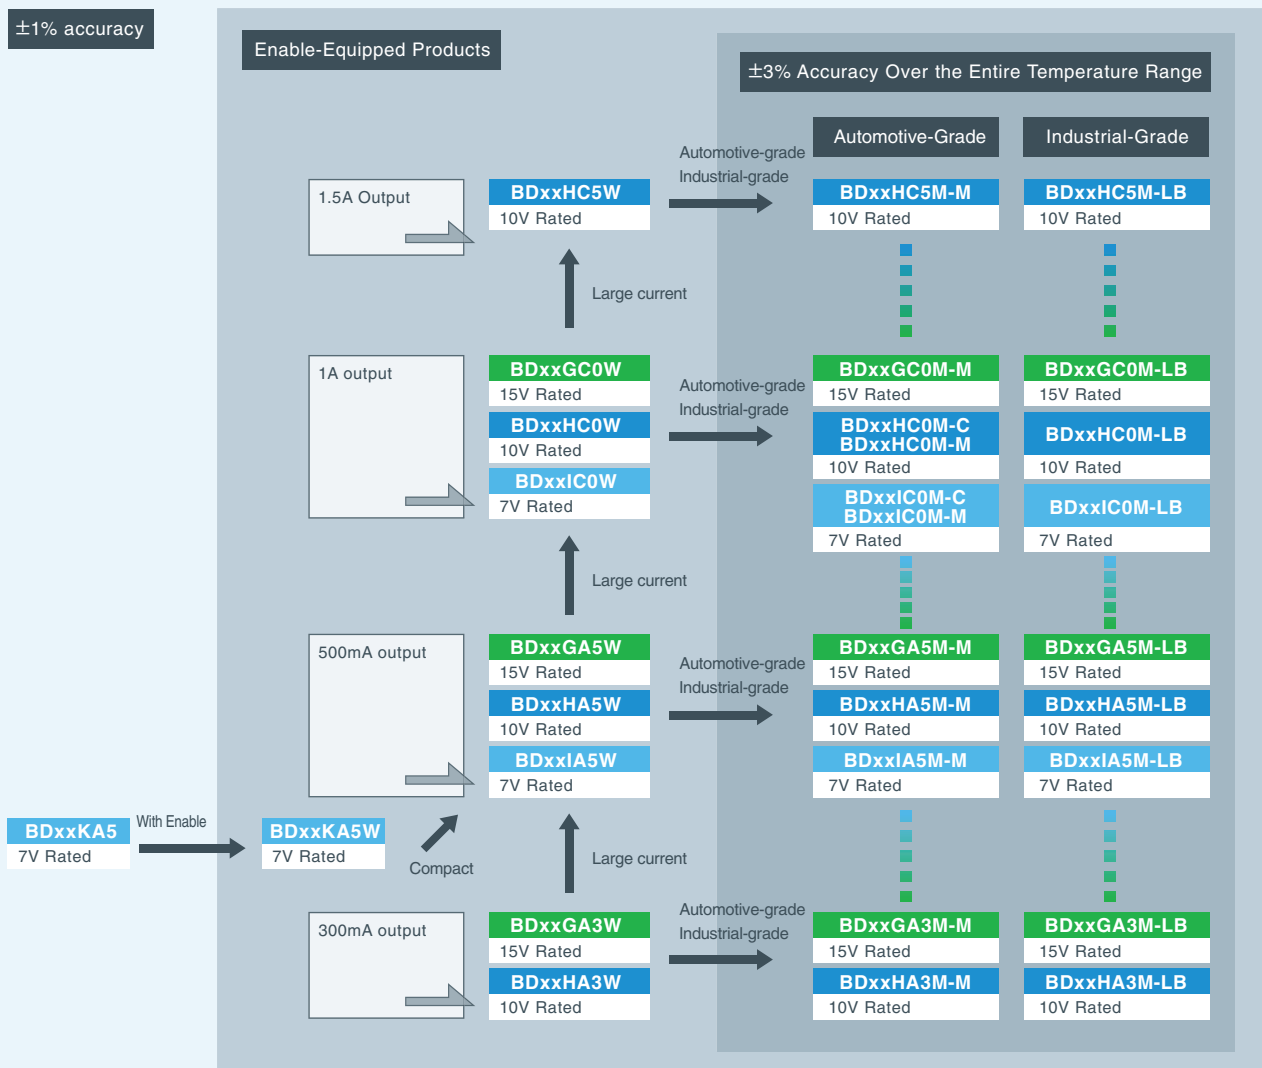 ±1% accuracy
Enable-Equipped Products
±3% Accuracy Over the Entire Temperature Range
Automotive-Grade
Industrial-Grade
1.5A Output
BDxxHC5W
10V Rated
Automotive-grade
Industrial-grade
BDxxHC5M-M
10V Rated
BDxxHC5M-LB
10V Rated
Large current
1A output
BDxxGC0W
15V Rated
BDxxHC0W
10V Rated
BDxxIC0W
7V Rated
Automotive-grade
Industrial-grade
BDxxGC0M-M
15V Rated
BDxxHC0M-C
BDxxHC0M-M
10V Rated
BDxxIC0M-C
BDxxIC0M-M
7V Rated
BDxxGC0M-LB
15V Rated
BDxxHC0M-LB
10V Rated
BDxxIC0M-LB
7V Rated
Large current
500mA output
BDxxGA5W
15V Rated
BDxxHA5W
10V Rated
BDxxIA5W
7V Rated
Automotive-grade
Industrial-grade
BDxxGA5M-M
15V Rated
BDxxHA5M-M
10V Rated
BDxxIA5M-M
7V Rated
BDxxGA5M-LB
15V Rated
BDxxHA5M-LB
10V Rated
BDxxIA5M-LB
7V Rated
BDxxKA5
7V Rated
With Enable
BDxxKA5W
7V Rated
Compact
Large current
300mA output
BDxxGA3W
15V Rated
BDxxHA3W
10V Rated
Automotive-grade
Industrial-grade
BDxxGA3M-M
15V Rated
BDxxHA3M-M
10V Rated
BDxxGA3M-LB
15V Rated
BDxxHA3M-LB
10V Rated